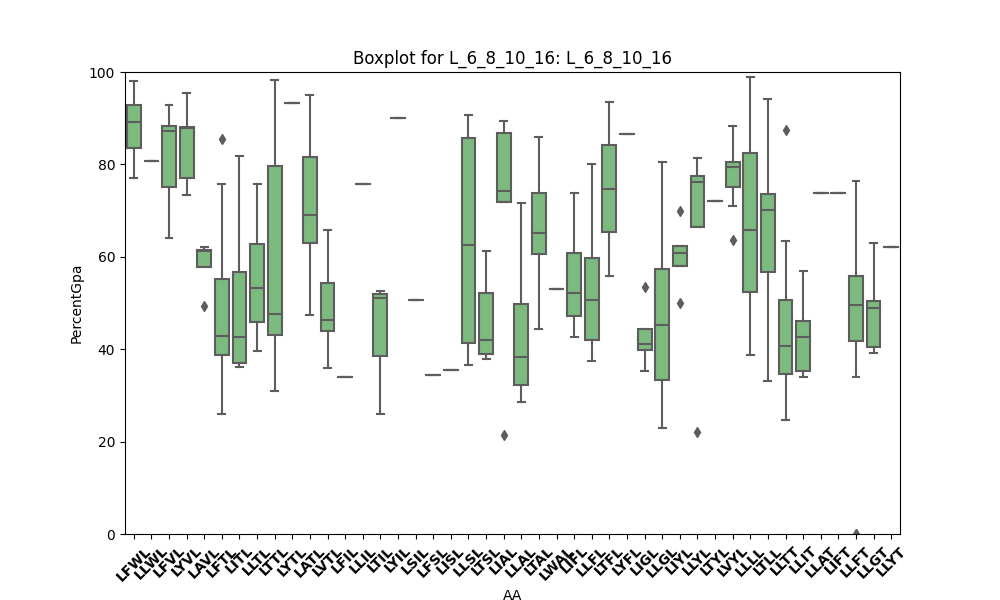 Boxplot for L_6_8_10_16: L_6_8_10_16
PercentGpa
100
80
60
40
20
0
LFWL
LLWL
LFVL
LYVL
LAVL
LFTL
LITL
LLTL
LTTL
LYTL
LATL
LVTL
LFIL
LLIL
LTIL
LYIL
LSIL
LFSL
LISL
LLSL
LTSL
LIAL
LLAL
LTAL
LWAL
LIFL
LLFL
LTFL
LYFL
LIGL
LLGL
LIYL
LLYL
LTYL
LVYL
LLLL
LTLL
LLTT
LLIT
LLAT
LIFT
LLFT
LLGT
LLYT
AA